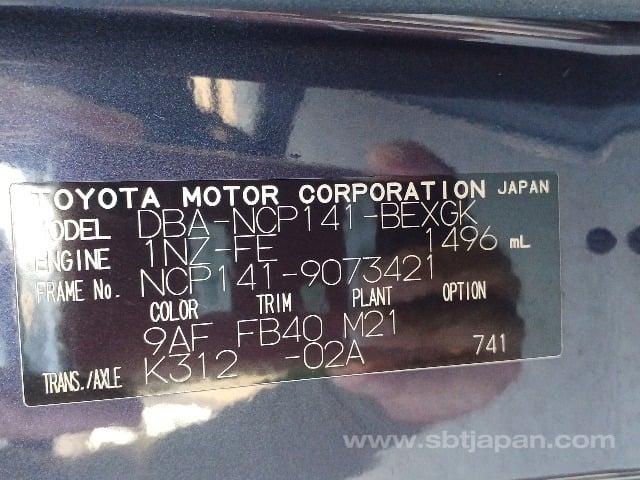 TOYOTA MOTOR CORPORATION JAPAN
MODEL DBA-NCP141-BEXGK
ENGINE 1NZ-FE 1496 mL
FRAME No. NCP141-9073421
COLOR TRIM PLANT OPTION
9AF FB40 M21
TRANS./AXLE K312 -02A 741
www.sbtjapan.com